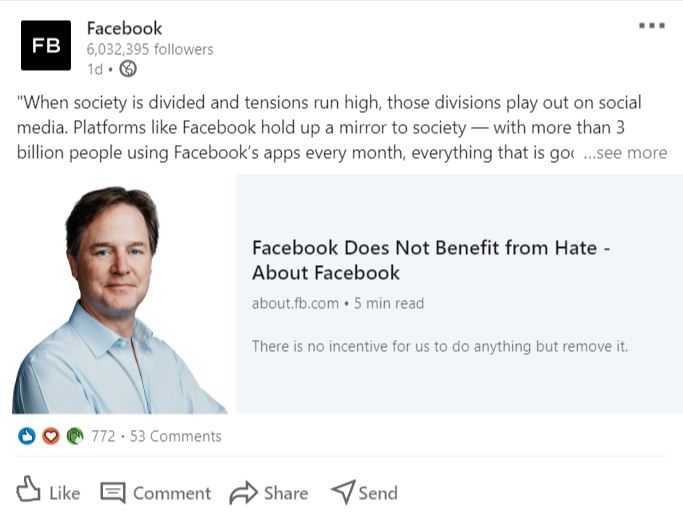 FB
Facebook
6,032,395 followers
1d •
"When society is divided and tensions run high, those divisions play out on social
media. Platforms like Facebook hold up a mirror to society — with more than 3
billion people using Facebook's apps every month, everything that is goo ...see more
Facebook Does Not Benefit from Hate -
About Facebook
about.fb.com • 5 min read
There is no incentive for us to do anything but remove it.
772 · 53 Comments
Like Comment Share Send